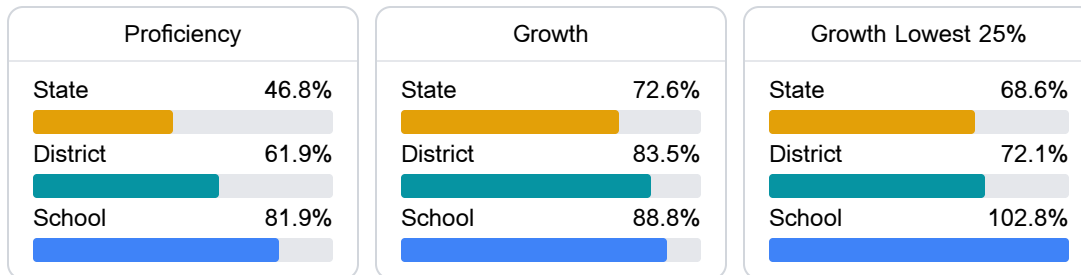 Proficiency
State 46.8%
District 61.9%
School 81.9%
Growth
State 72.6%
District 83.5%
School 88.8%
Growth Lowest 25%
State 68.6%
District 72.1%
School 102.8%